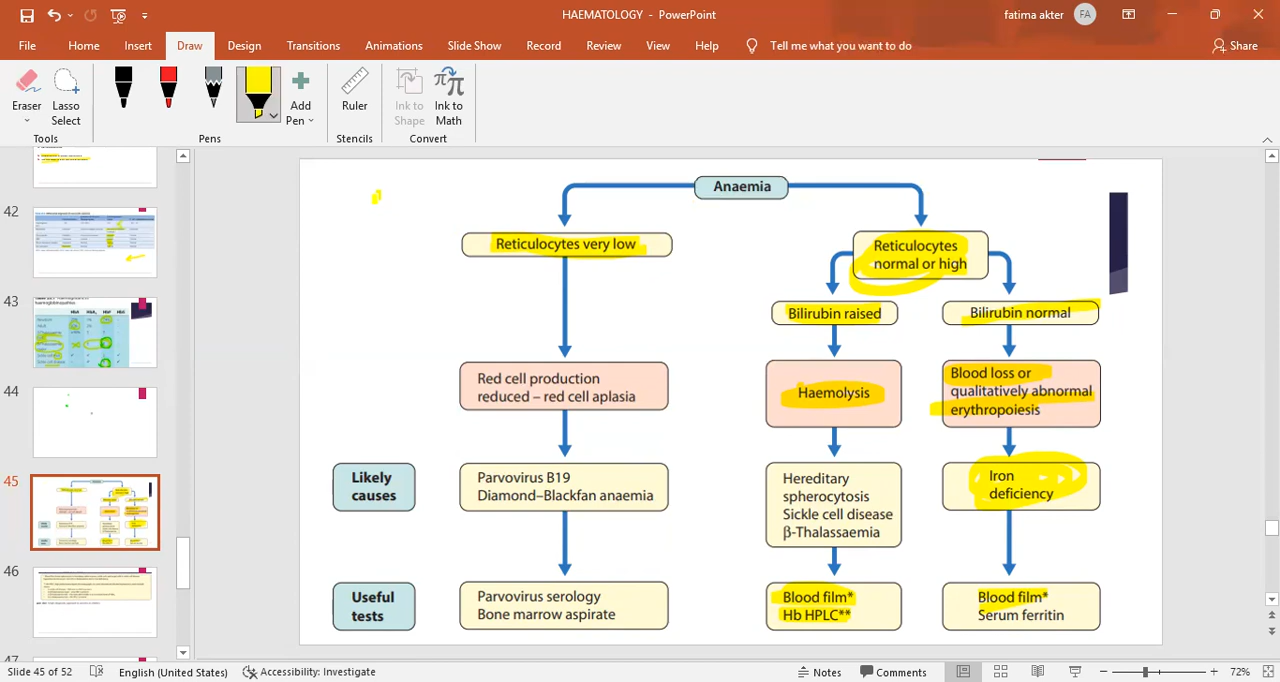 HAEMATOLOGY - PowerPoint
fatima akter
FA
File Home Insert Draw Design Transitions Animations Slide Show Record Review View Help Tell me what you want to do
Share
Eraser
Lasso Select
Tools
Pens
Add Pen
Ruler
Stencils
Ink to Shape
Ink to Math
Convert
42
43
44
45
46
Anaemia
Reticulocytes very low
Reticulocytes
normal or high
Bilirubin raised
Bilirubin normal
Red cell production
reduced – red cell aplasia
Haemolysis
Blood loss or
qualitatively abnormal
erythropoiesis
Likely
causes
Parvovirus B19
Diamond–Blackfan anaemia
Hereditary
spherocytosis
Sickle cell disease
β-Thalassaemia
Iron
deficiency
Useful
tests
Parvovirus serology
Bone marrow aspirate
Blood film*
Hb HPLC**
Blood film*
Serum ferritin
Slide 45 of 52
English (United States)
Accessibility: Investigate
Notes
Comments
72%